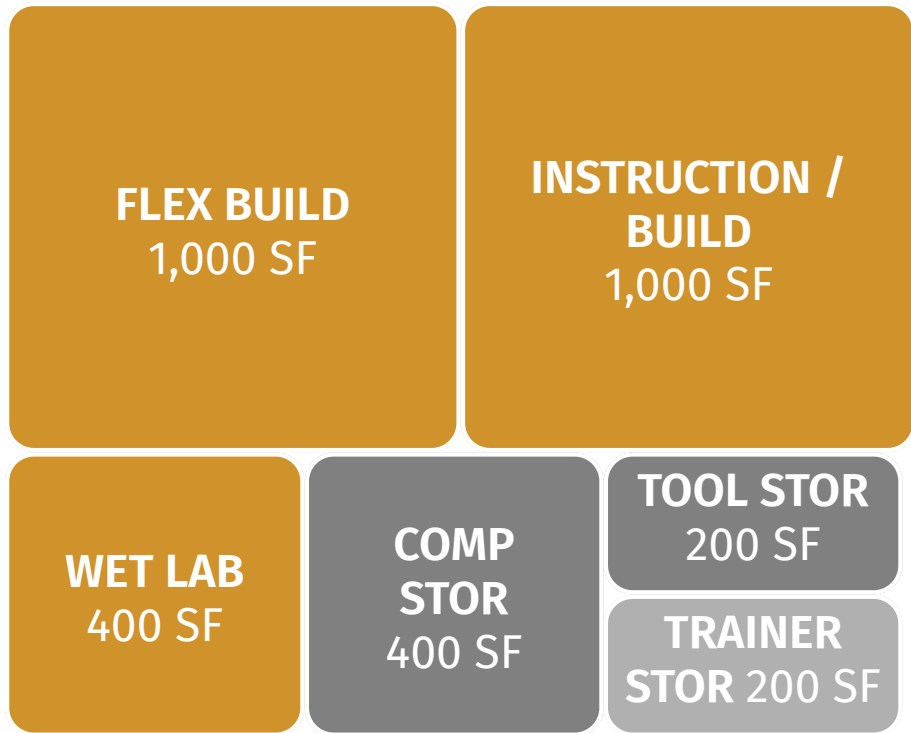 FLEX BUILD
1,000 SF
INSTRUCTION /
BUILD
1,000 SF
WET LAB
400 SF
COMP
STOR
400 SF
TOOL STOR
200 SF
TRAINER
STOR 200 SF